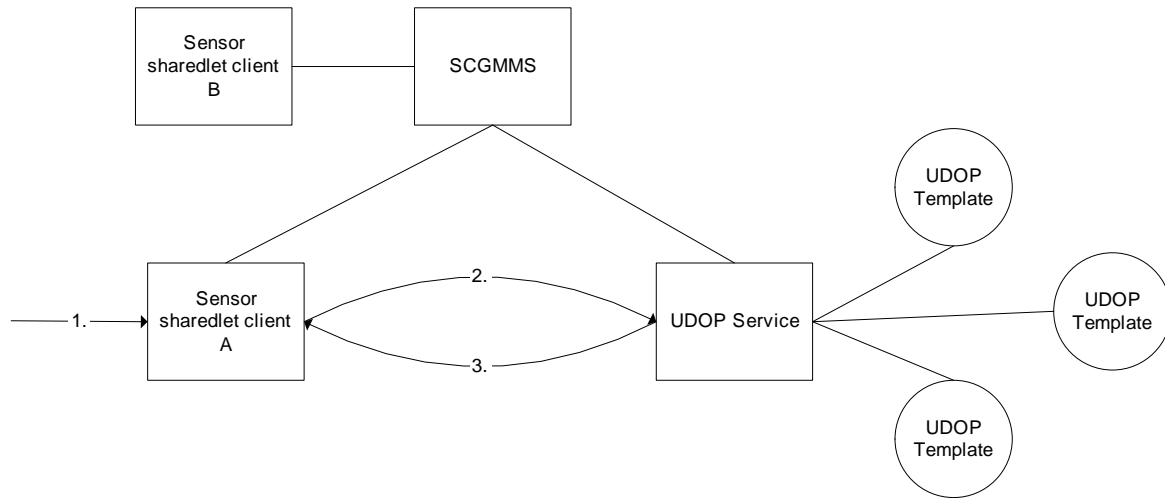 Sensor
sharedlet client
B
SCGMMS
UDOP
Template
Sensor
sharedlet client
A
1.
2.
3.
UDOP Service
UDOP
Template
UDOP
Template